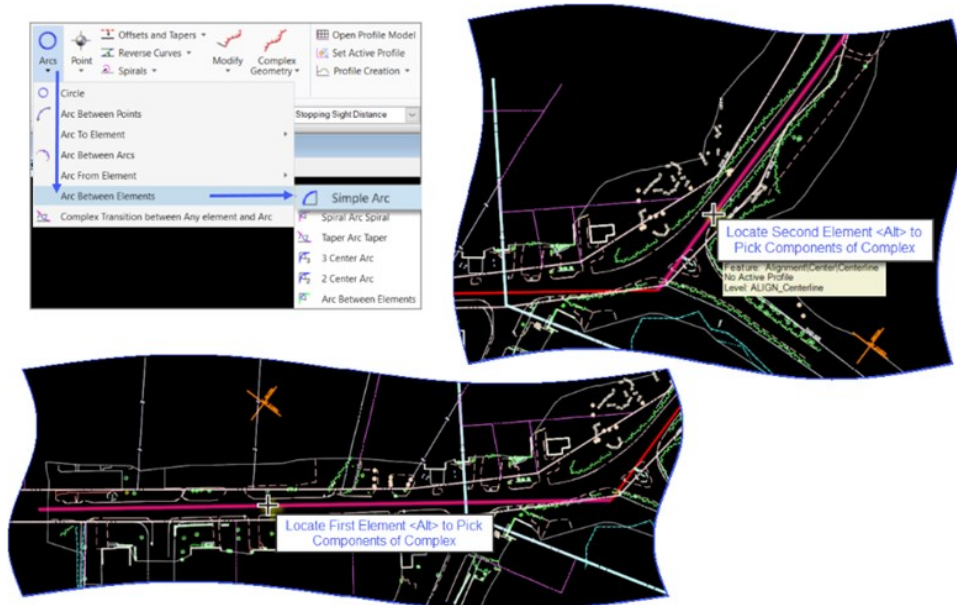 Offsets and Tapers
Reverse Curves
Spirals
Arcs
Point
Modify
Complex
Geometry
Open Profile Model
Set Active Profile
Profile Creation
Circle
Arc Between Points
Arc To Element
Arc Between Arcs
Arc From Element
Arc Between Elements
Complex Transition between Any element and Arc
Stopping Sight Distance
Simple Arc
Spiral Arc Spiral
Taper Arc Taper
3 Center Arc
2 Center Arc
Arc Between Elements
Locate Second Element <Alt> to
Pick Components of Complex
Feature: Alignment\Center\Centerline
No Active Profile
Level: ALIGN_Centerline
Locate First Element <Alt> to Pick
Components of Complex